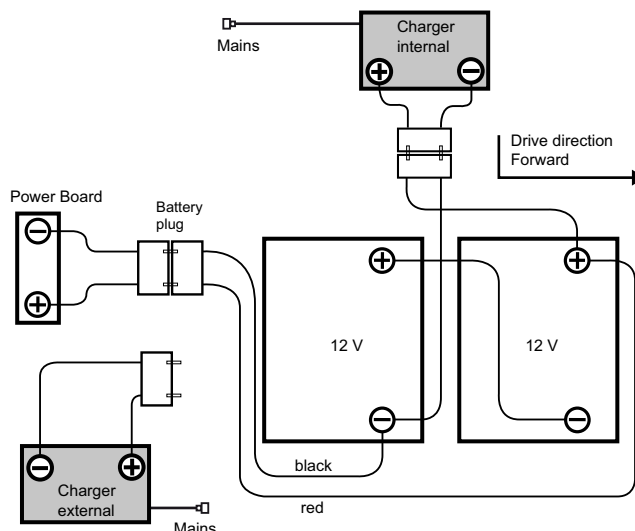 Charger
internal
Mains
Drive direction
Forward
Power Board
Battery
plug
12 V
12 V
black
red
Charger
external
Mains